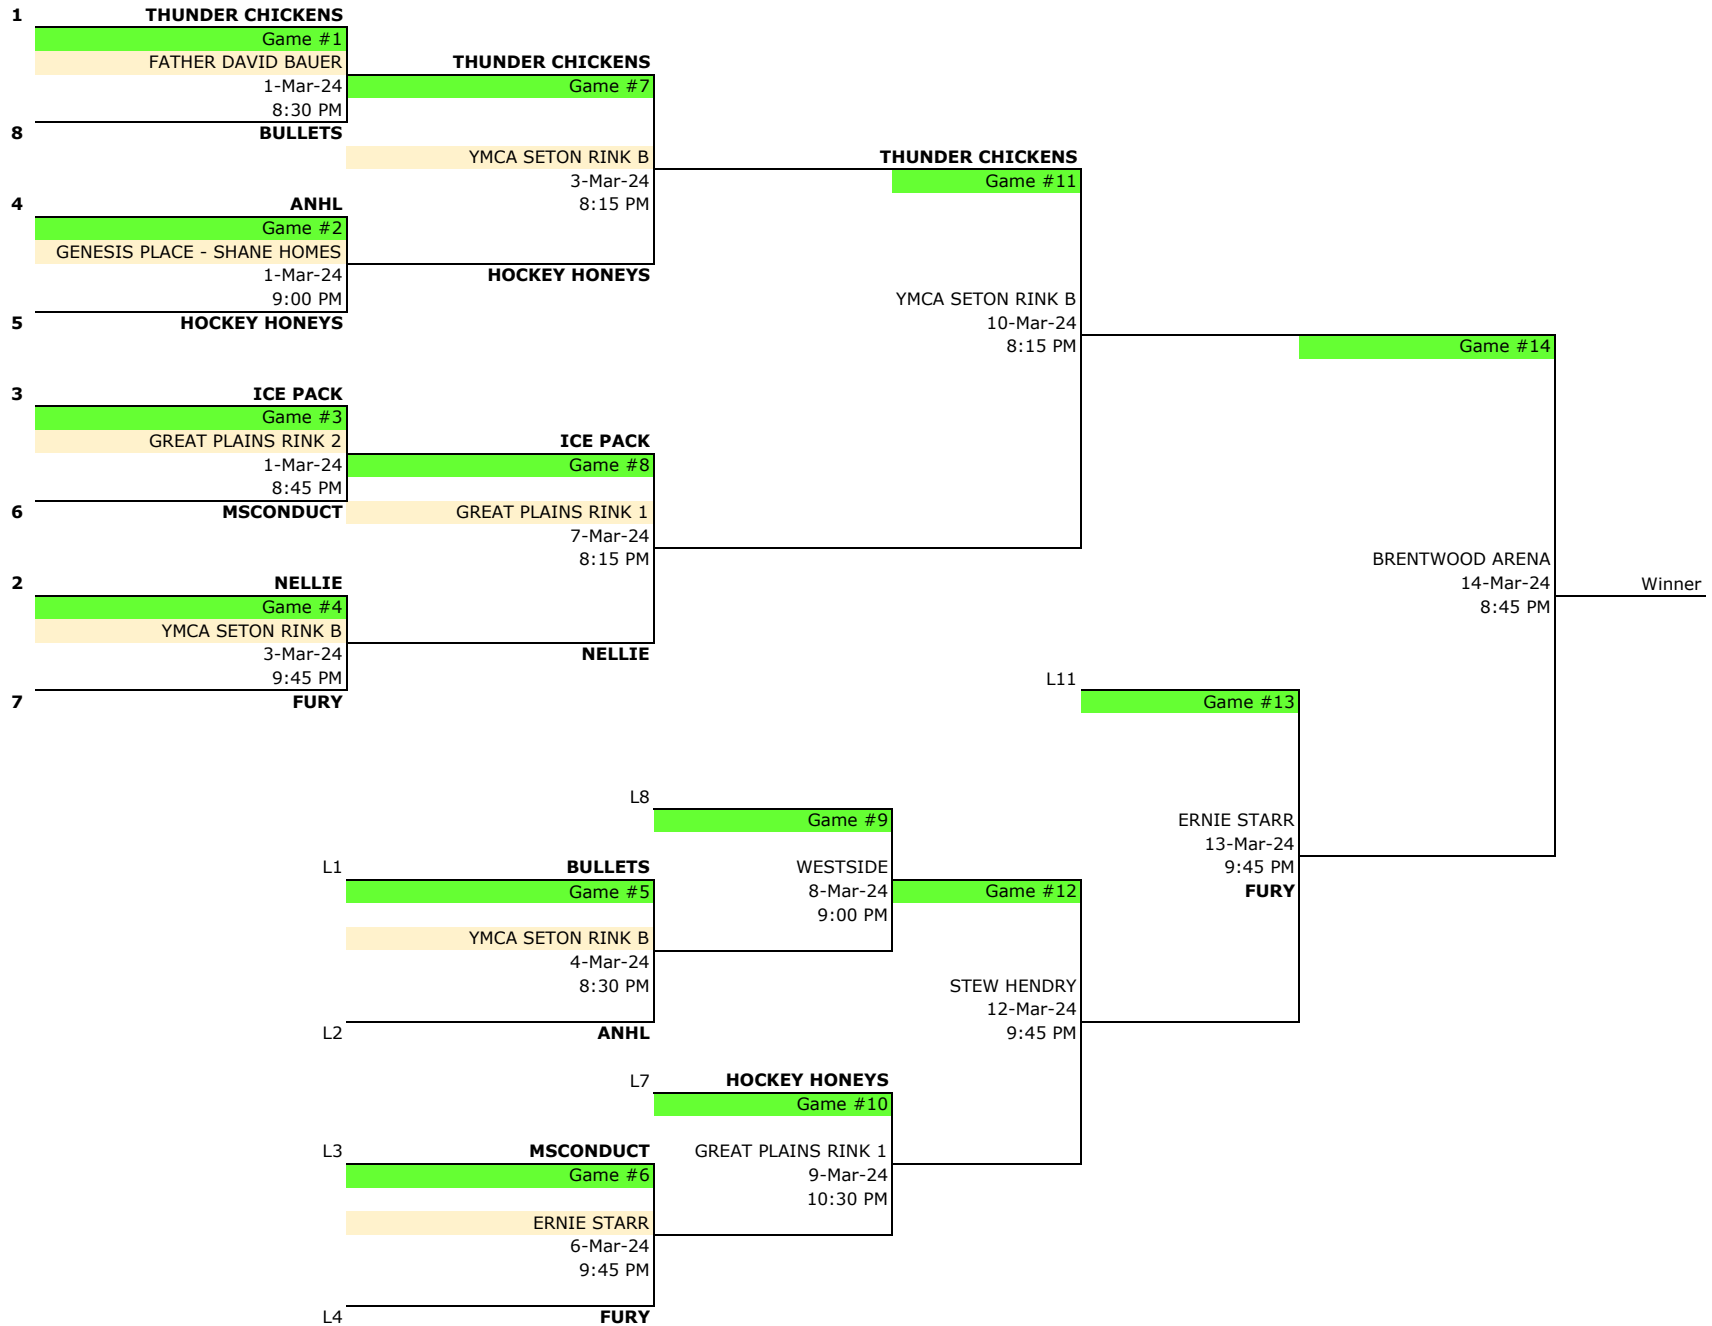 1 THUNDER CHICKENS
Game #1
FATHER DAVID BAUER
1-Mar-24
8:30 PM
8 BULLETS
4 ANHL
Game #2
GENESIS PLACE - SHANE HOMES
1-Mar-24
9:00 PM
5 HOCKEY HONEYS
3 ICE PACK
Game #3
GREAT PLAINS RINK 2
1-Mar-24
8:45 PM
6 MSCONDUCT
2 NELLIE
Game #4
YMCA SETON RINK B
3-Mar-24
9:45 PM
7 FURY
THUNDER CHICKENS
Game #7
YMCA SETON RINK B
3-Mar-24
8:15 PM
HOCKEY HONEYS
ICE PACK
Game #8
GREAT PLAINS RINK 1
7-Mar-24
8:15 PM
NELLIE
L1 BULLETS
Game #5
YMCA SETON RINK B
4-Mar-24
8:30 PM
L2 ANHL
L3 MSCONDUCT
Game #6
ERNIE STARR
6-Mar-24
9:45 PM
L4 FURY
L8
Game #9
WESTSIDE
8-Mar-24
9:00 PM
L7 HOCKEY HONEYS
Game #10
GREAT PLAINS RINK 1
9-Mar-24
10:30 PM
THUNDER CHICKENS
Game #11
YMCA SETON RINK B
10-Mar-24
8:15 PM
Game #12
STEW HENDRY
12-Mar-24
9:45 PM
L11
Game #13
ERNIE STARR
13-Mar-24
9:45 PM
FURY
Game #14
BRENTWOOD ARENA
14-Mar-24
8:45 PM
Winner